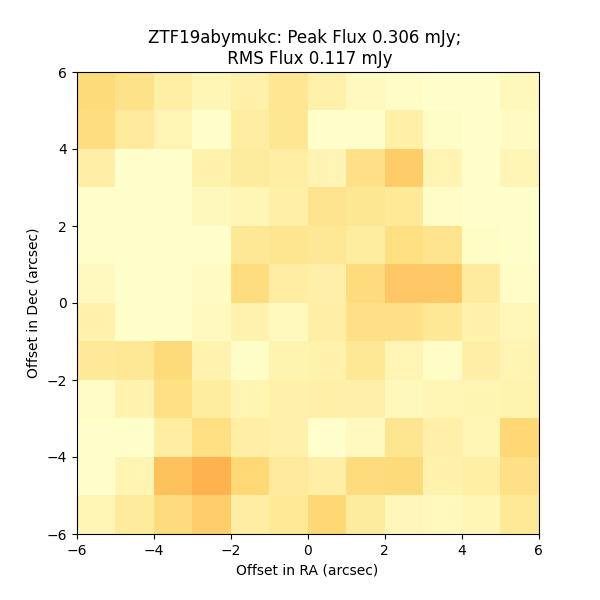 ZTF19abymukc: Peak Flux 0.306 mJy;
RMS Flux 0.117 mJy
6
4
2
0
−2
−4
−6
Offset in Dec (arcsec)
−6 −4 −2 0 2 4 6
Offset in RA (arcsec)